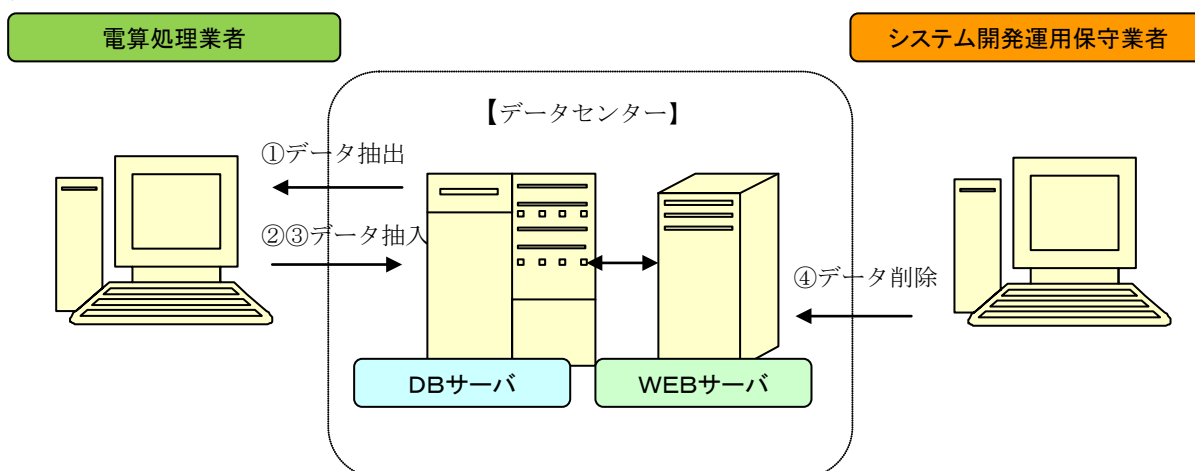 電算処理業者
システム開発運用保守業者
【データセンター】
①データ抽出
②③データ抽入
④データ削除
DBサーバ
WEBサーバ